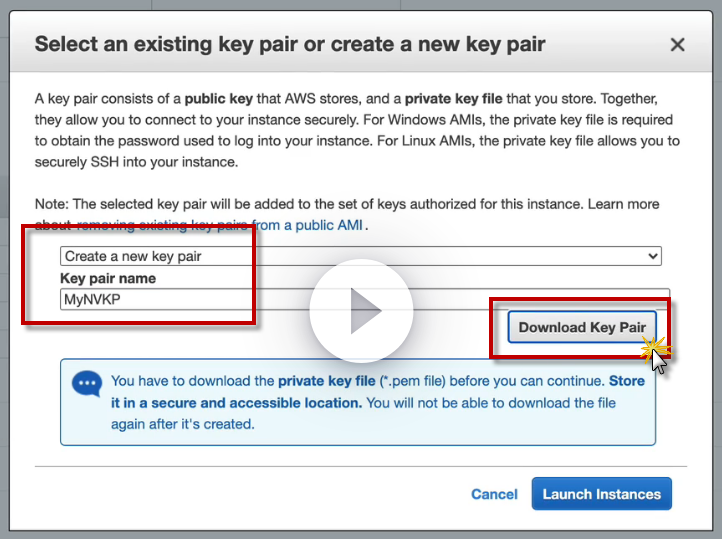 Select an existing key pair or create a new key pair
A key pair consists of a public key that AWS stores, and a private key file that you store. Together,
they allow you to connect to your instance securely. For Windows AMIs, the private key file is required
to obtain the password used to log into your instance. For Linux AMIs, the private key file allows you to
securely SSH into your instance.
Note: The selected key pair will be added to the set of keys authorized for this instance. Learn more
about removing existing key pairs from a public AMI.
Create a new key pair
Key pair name
MyNVKP
Download Key Pair
You have to download the private key file (*.pem file) before you can continue. Store
it in a secure and accessible location. You will not be able to download the file
again after it's created.
Cancel
Launch Instances